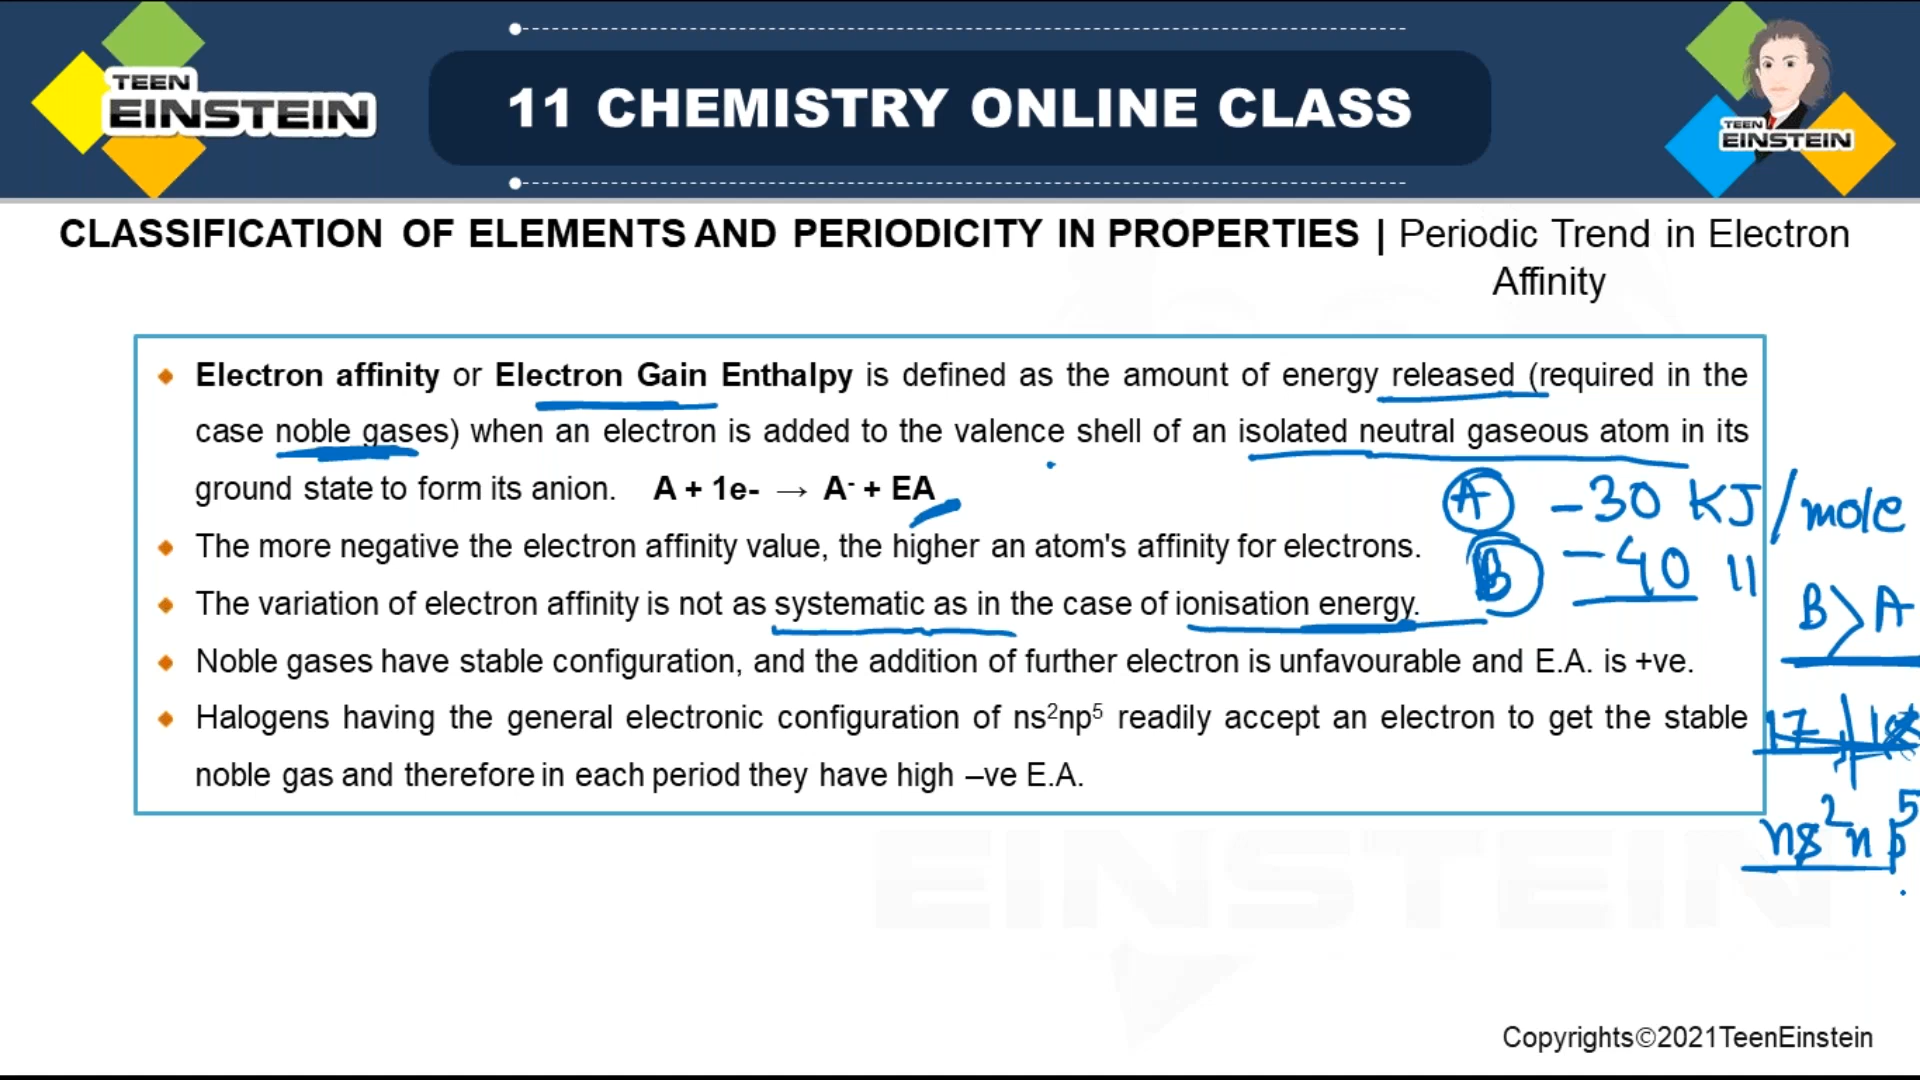 TEEN
EINSTEIN
11 CHEMISTRY ONLINE CLASS
TEEN
EINSTEIN
CLASSIFICATION OF ELEMENTS AND PERIODICITY IN PROPERTIES | Periodic Trend in Electron
Affinity
Electron affinity or Electron Gain Enthalpy is defined as the amount of energy released (required in the
case noble gases) when an electron is added to the valence shell of an isolated neutral gaseous atom in its
ground state to form its anion. A + 1e- → A⁻ + EA
A -30 KJ/mole
The more negative the electron affinity value, the higher an atom's affinity for electrons.
B -40 11
The variation of electron affinity is not as systematic as in the case of ionisation energy.
B > A
Noble gases have stable configuration, and the addition of further electron is unfavourable and E.A. is +ve.
Halogens having the general electronic configuration of ns²np⁵ readily accept an electron to get the stable
17
noble gas and therefore in each period they have high –ve E.A.
ns²np⁵
EINSTEIN
Copyrights©2021TeenEinstein